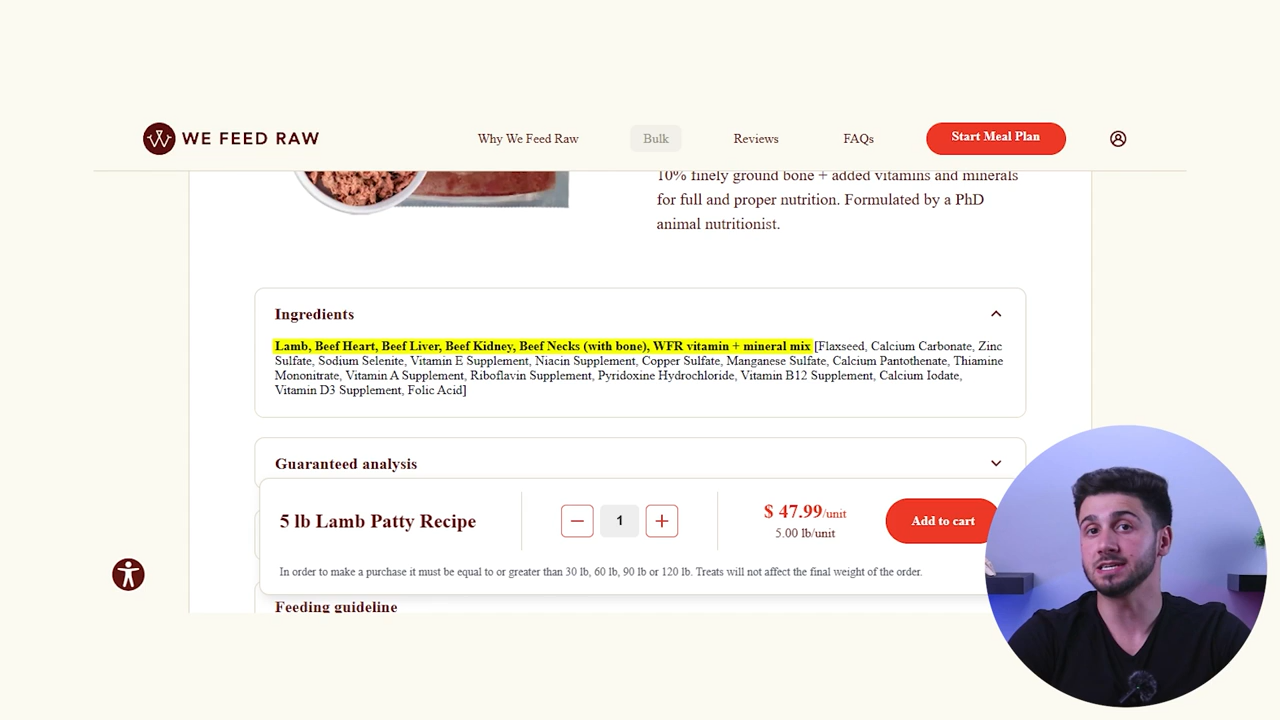 WE FEED RAW
Why We Feed Raw
Bulk
Reviews
FAQs
Start Meal Plan
10% finely ground bone + added vitamins and minerals
for full and proper nutrition. Formulated by a PhD
animal nutritionist.
Ingredients
Lamb, Beef Heart, Beef Liver, Beef Kidney, Beef Necks (with bone), WFR vitamin + mineral mix [Flaxseed, Calcium Carbonate, Zinc
Sulfate, Sodium Selenite, Vitamin E Supplement, Niacin Supplement, Copper Sulfate, Manganese Sulfate, Calcium Pantothenate, Thiamine
Mononitrate, Vitamin A Supplement, Riboflavin Supplement, Pyridoxine Hydrochloride, Vitamin B12 Supplement, Calcium Iodate,
Vitamin D3 Supplement, Folic Acid]
Guaranteed analysis
5 lb Lamb Patty Recipe
− 1 +
$ 47.99/unit
5.00 lb/unit
Add to cart
In order to make a purchase it must be equal to or greater than 30 lb, 60 lb, 90 lb or 120 lb. Treats will not affect the final weight of the order.
Feeding guideline